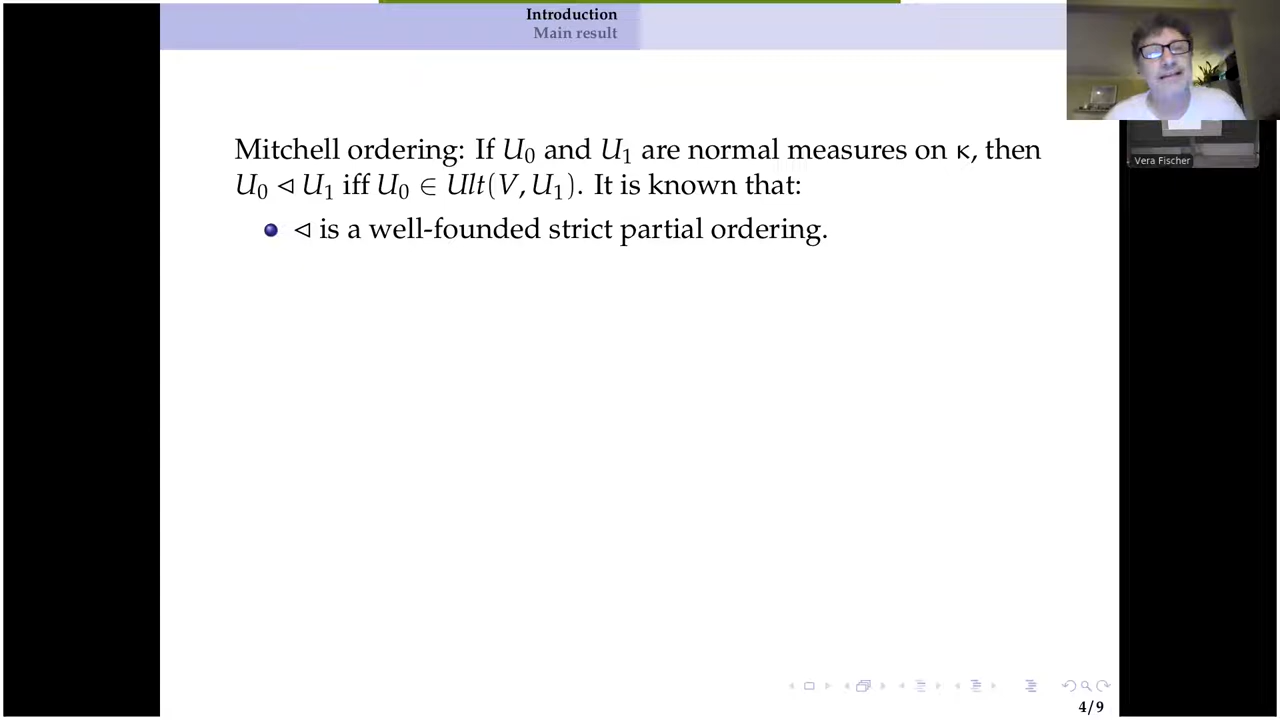 Introduction
Main result
Mitchell ordering: If U₀ and U₁ are normal measures on κ, then
U₀ ◁ U₁ iff U₀ ∈ Ult(V, U₁). It is known that:
◁ is a well-founded strict partial ordering.
Vera Fischer
4/9